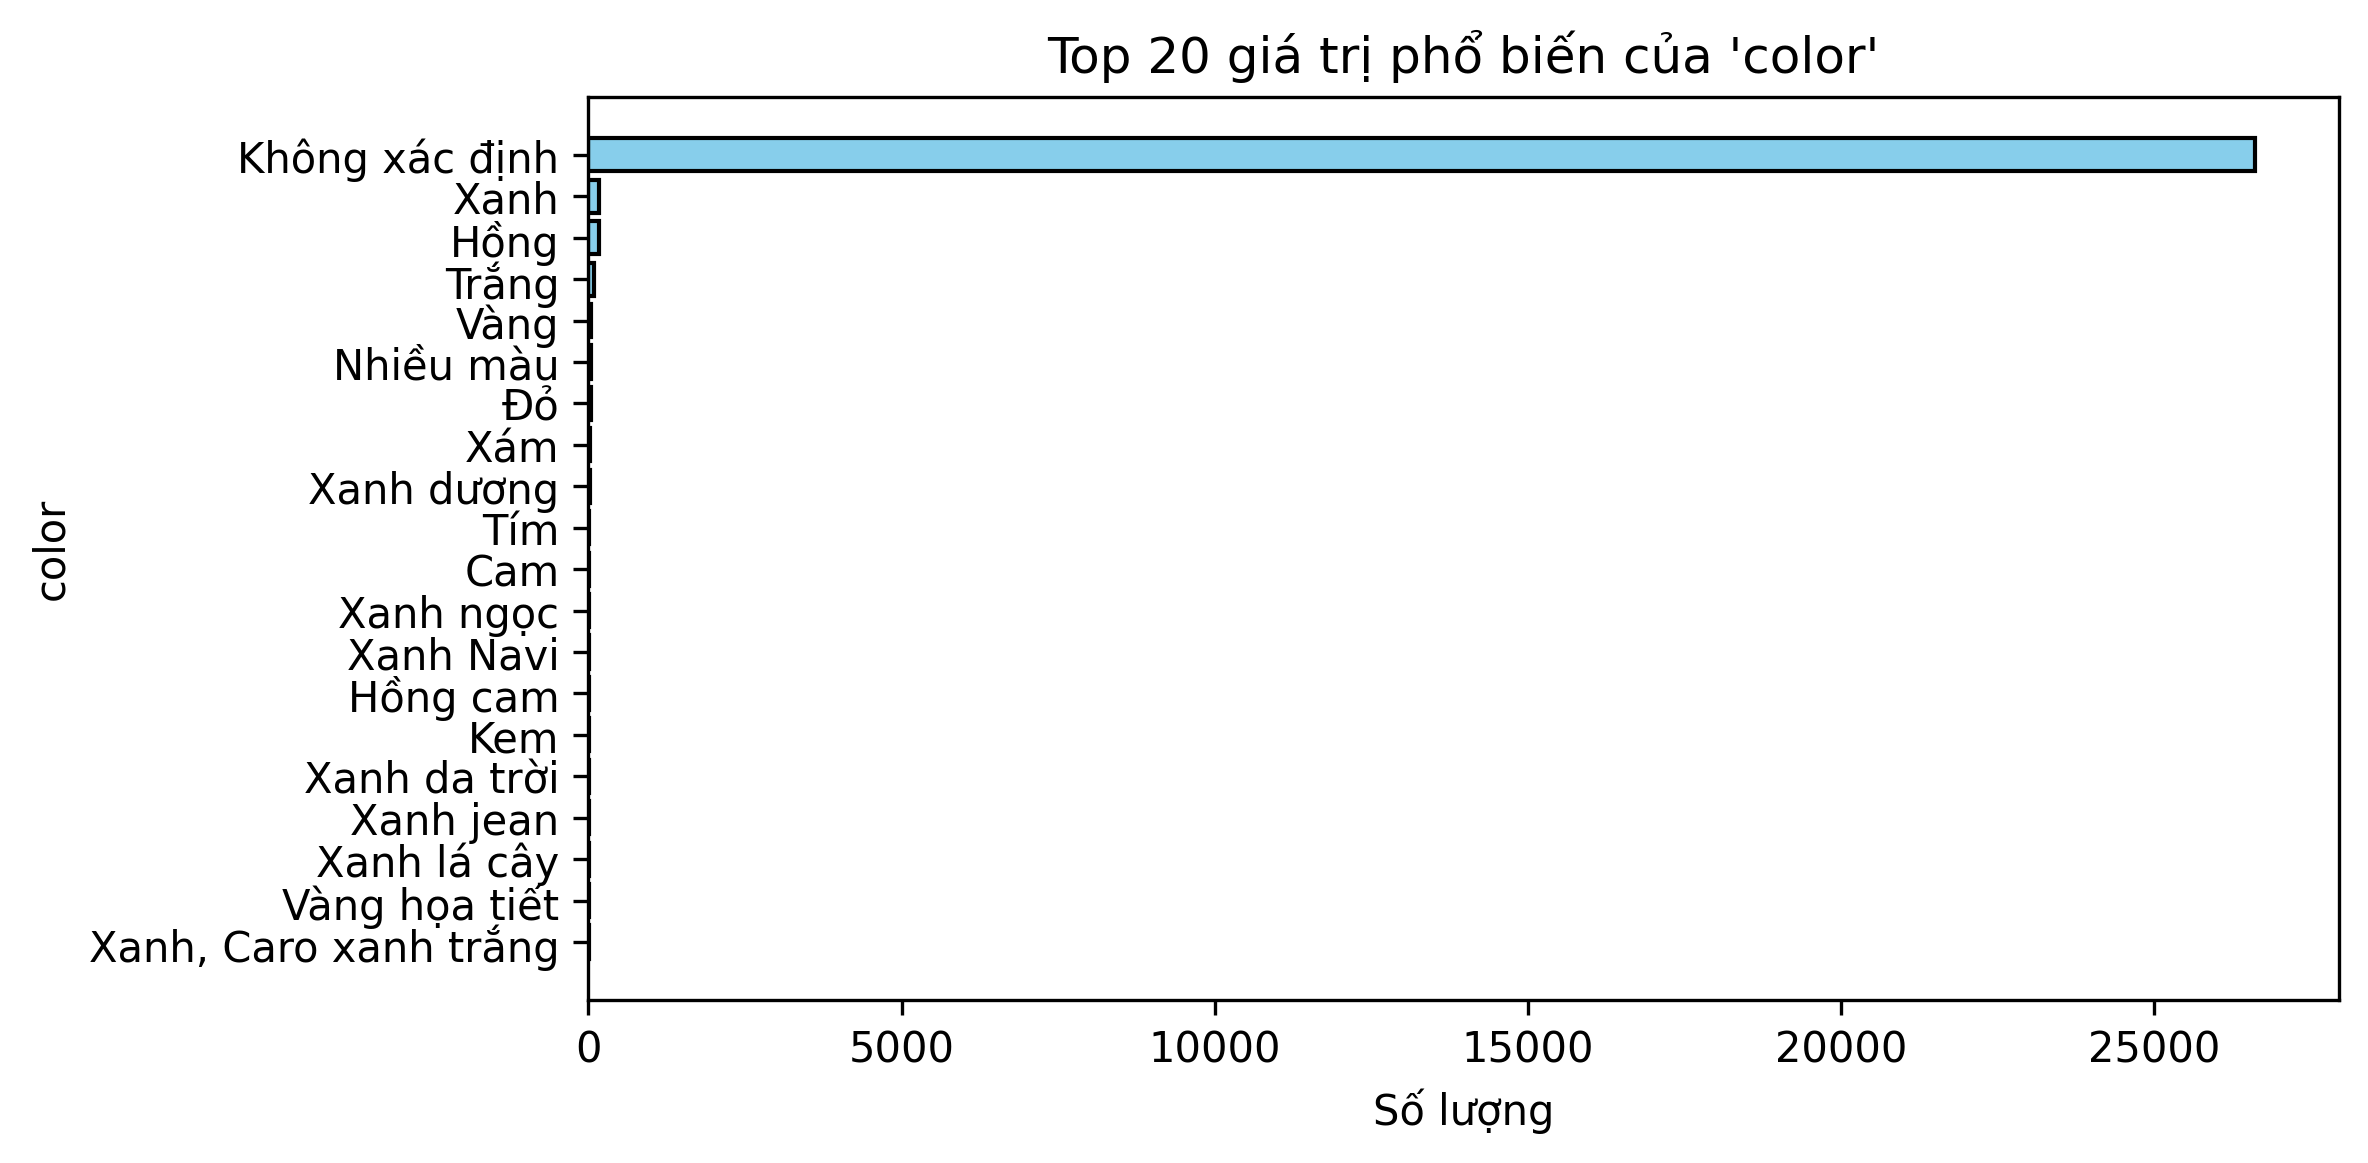 Top 20 giá trị phổ biến của 'color'
Không xác định
Xanh
Hồng
Trắng
Vàng
Nhiều màu
Đỏ
Xám
Xanh dương
Tím
Cam
Xanh ngọc
Xanh Navi
Hồng cam
Kem
Xanh da trời
Xanh jean
Xanh lá cây
Vàng họa tiết
Xanh, Caro xanh trắng
color
0 5000 10000 15000 20000 25000
Số lượng